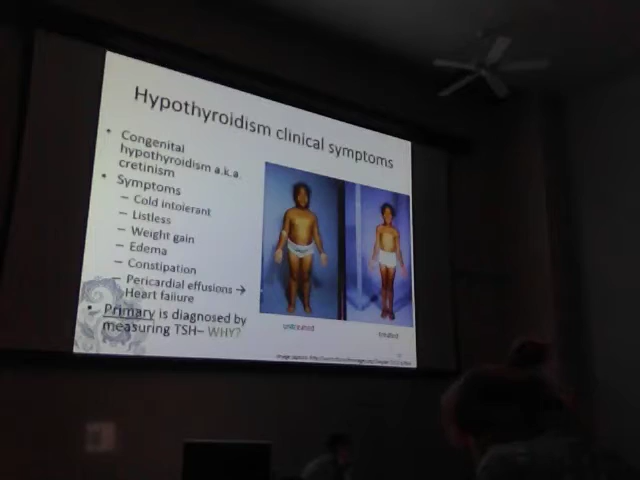 Hypothyroidism clinical symptoms
• Congenital
hypothyroidism a.k.a.
cretinism
• Symptoms
– Cold intolerant
– Listless
– Weight gain
– Edema
– Constipation
– Pericardial effusions →
Heart failure
• Primary is diagnosed by
measuring TSH– WHY?
untreated
treated